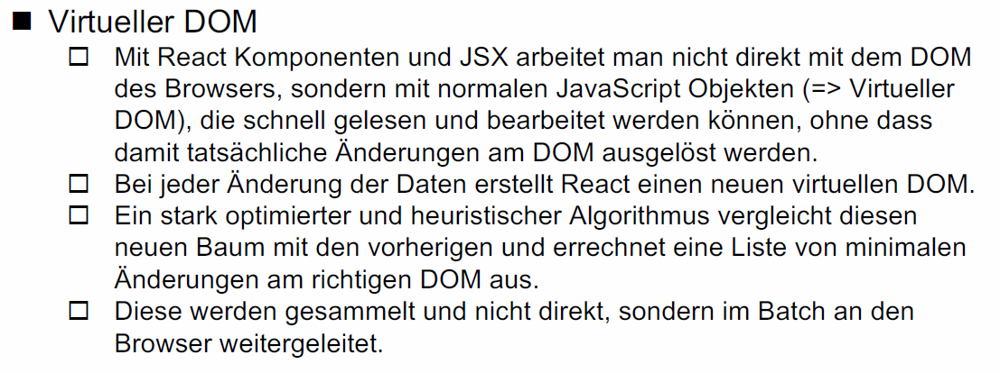 ■ Virtueller DOM
□ Mit React Komponenten und JSX arbeitet man nicht direkt mit dem DOM
des Browsers, sondern mit normalen JavaScript Objekten (=> Virtueller
DOM), die schnell gelesen und bearbeitet werden können, ohne dass
damit tatsächliche Änderungen am DOM ausgelöst werden.
□ Bei jeder Änderung der Daten erstellt React einen neuen virtuellen DOM.
□ Ein stark optimierter und heuristischer Algorithmus vergleicht diesen
neuen Baum mit den vorherigen und errechnet eine Liste von minimalen
Änderungen am richtigen DOM aus.
□ Diese werden gesammelt und nicht direkt, sondern im Batch an den
Browser weitergeleitet.